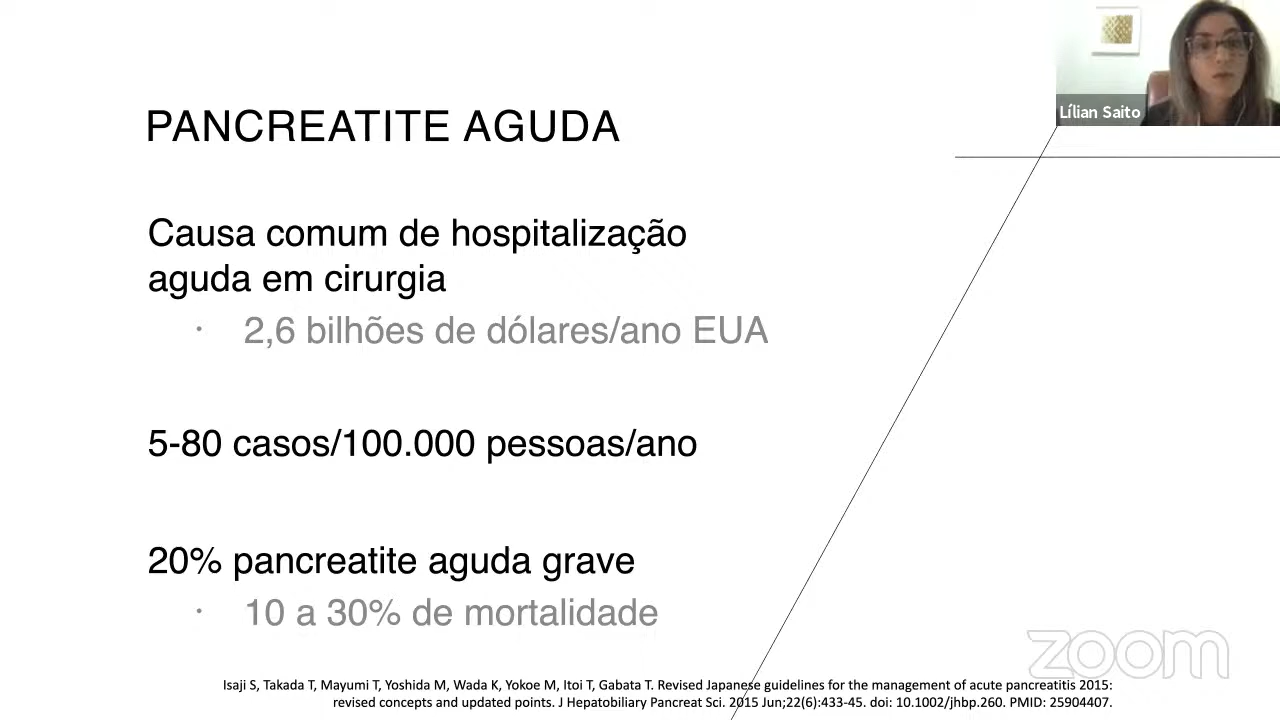 Lílian Saito
PANCREATITE AGUDA
Causa comum de hospitalização
aguda em cirurgia
· 2,6 bilhões de dólares/ano EUA
5-80 casos/100.000 pessoas/ano
20% pancreatite aguda grave
· 10 a 30% de mortalidade
zoom
Isaji S, Takada T, Mayumi T, Yoshida M, Wada K, Yokoe M, Itoi T, Gabata T. Revised Japanese guidelines for the management of acute pancreatitis 2015:
revised concepts and updated points. J Hepatobiliary Pancreat Sci. 2015 Jun;22(6):433-45. doi: 10.1002/jhbp.260. PMID: 25904407.